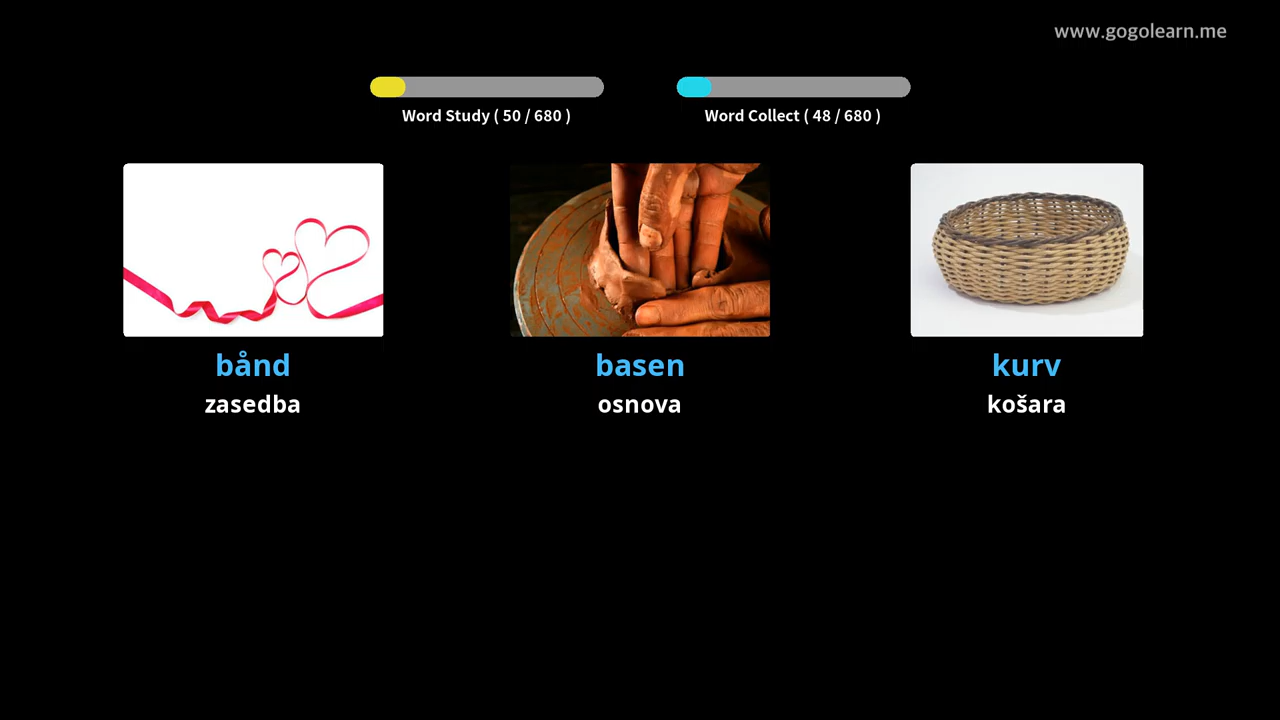 www.gogolearn.me
Word Study ( 50 / 680 )
Word Collect ( 48 / 680 )
bånd
zasedba
basen
osnova
kurv
košara